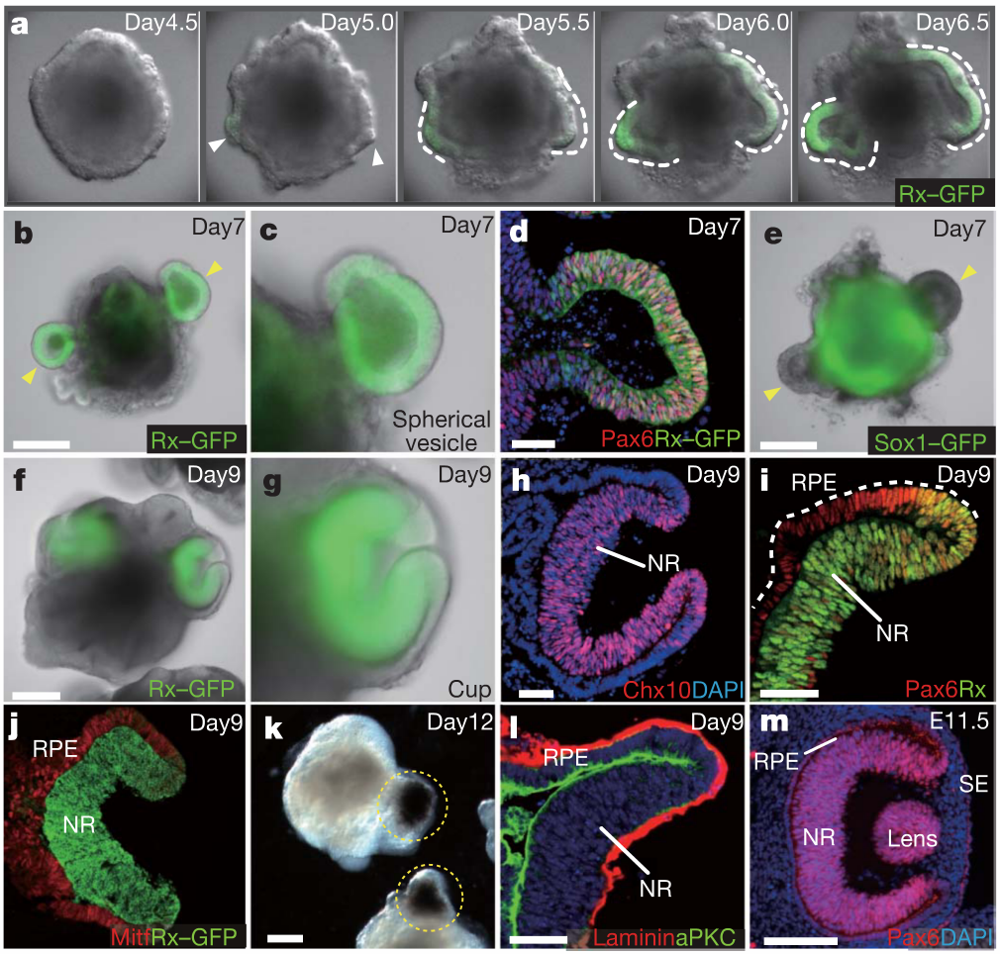 a Day4.5 Day5.0 Day5.5 Day6.0 Day6.5
Rx–GFP
b Day7
Rx–GFP
c Day7
Spherical
vesicle
d Day7
Pax6Rx–GFP
e Day7
Sox1–GFP
f Day9
Rx–GFP
g Day9
Cup
h Day9
NR
Chx10DAPI
i RPE Day9
NR
Pax6Rx
j Day9
RPE
NR
MitfRx–GFP
k Day12
l Day9
RPE
NR
LamininaPKC
m E11.5
RPE
SE
NR Lens
Pax6DAPI